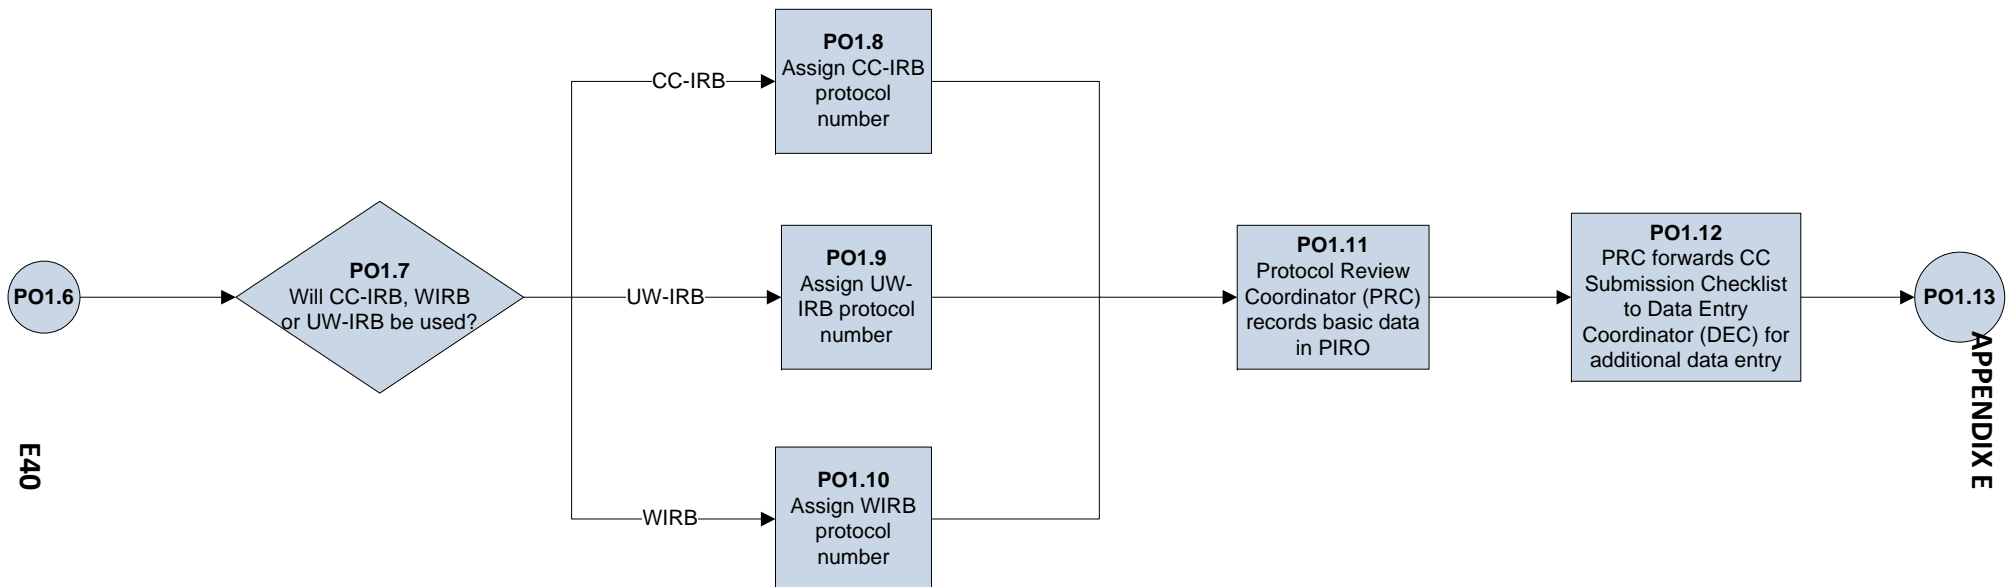 PO1.6
PO1.7
Will CC-IRB, WIRB
or UW-IRB be used?
CC-IRB
UW-IRB
WIRB
PO1.8
Assign CC-IRB
protocol
number
PO1.9
Assign UW-
IRB protocol
number
PO1.10
Assign WIRB
protocol
number
PO1.11
Protocol Review
Coordinator (PRC)
records basic data
in PIRO
PO1.12
PRC forwards CC
Submission Checklist
to Data Entry
Coordinator (DEC) for
additional data entry
PO1.13
APPENDIX E
E40